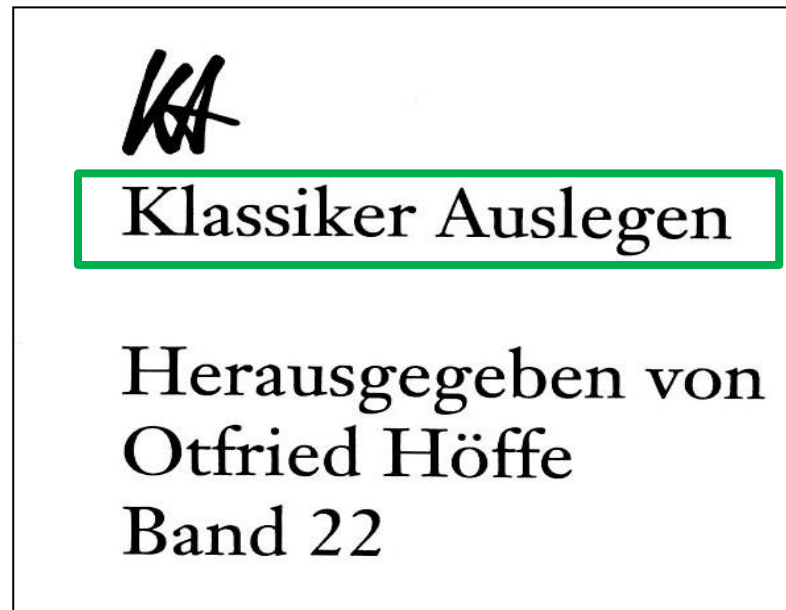 KA
Klassiker Auslegen
Herausgegeben von
Otfried Höffe
Band 22